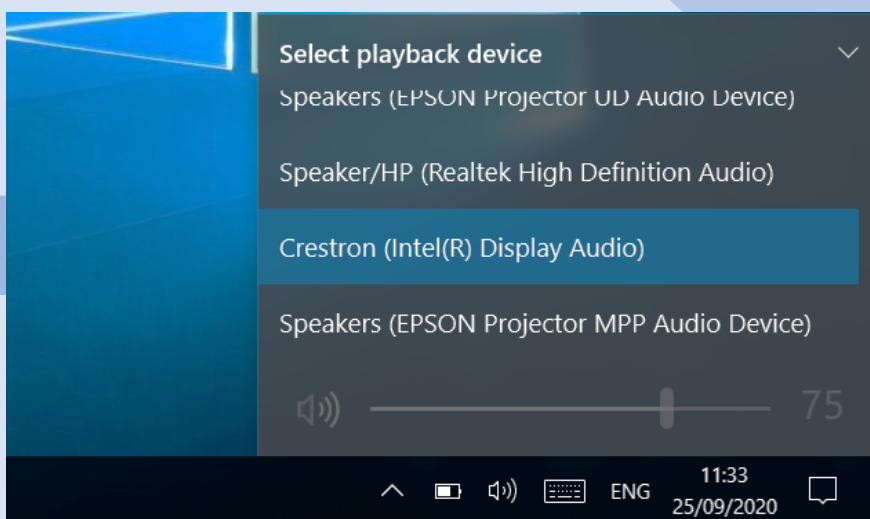 Select playback device
Speakers (EPSON Projector UD Audio Device)
Speaker/HP (Realtek High Definition Audio)
Crestron (Intel(R) Display Audio)
Speakers (EPSON Projector MPP Audio Device)
75
ENG
11:33
25/09/2020